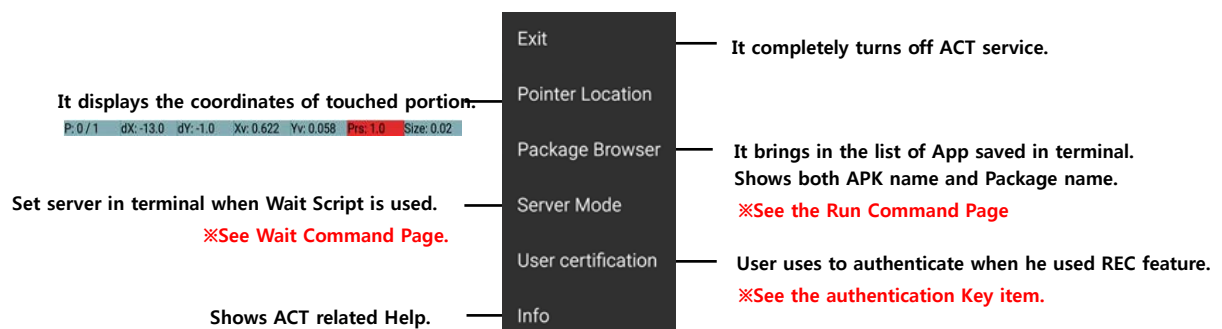 Exit
It completely turns off ACT service.
Pointer Location
It displays the coordinates of touched portion.
P: 0 / 1 dX: -13.0 dY: -1.0 Xv: 0.622 Yv: 0.058 Prs: 1.0 Size: 0.02
Package Browser
It brings in the list of App saved in terminal.
Shows both APK name and Package name.
※See the Run Command Page
Set server in terminal when Wait Script is used.
Server Mode
※See Wait Command Page.
User certification
User uses to authenticate when he used REC feature.
※See the authentication Key item.
Shows ACT related Help.
Info